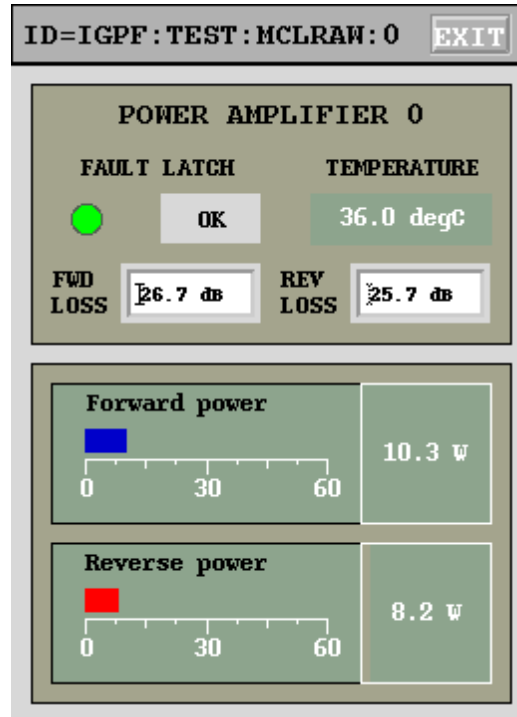 ID=IGPF:TEST:MCLRAW:0 EXIT
POWER AMPLIFIER 0
FAULT LATCH TEMPERATURE
OK 36.0 degC
FWD LOSS 26.7 dB REV LOSS 25.7 dB
Forward power
10.3 W
0 30 60
Reverse power
8.2 W
0 30 60